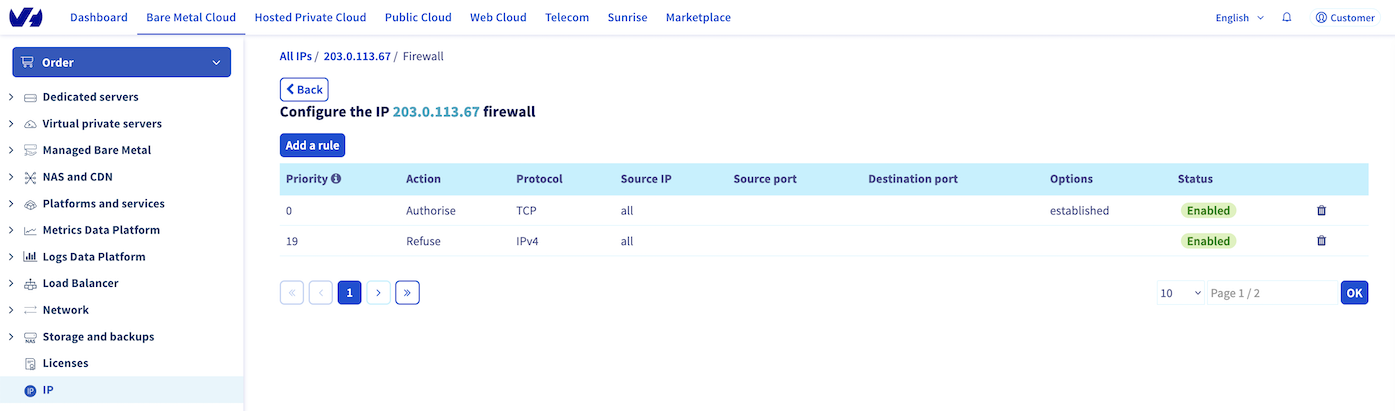 Dashboard Bare Metal Cloud Hosted Private Cloud Public Cloud Web Cloud Telecom Sunrise Marketplace English Customer
Order
Dedicated servers
Virtual private servers
Managed Bare Metal
NAS and CDN
Platforms and services
Metrics Data Platform
Logs Data Platform
Load Balancer
Network
Storage and backups
Licenses
IP
All IPs / 203.0.113.67 / Firewall
Back
Configure the IP 203.0.113.67 firewall
Add a rule
Priority Action Protocol Source IP Source port Destination port Options Status
0 Authorise TCP all established Enabled
19 Refuse IPv4 all Enabled
« ‹ 1 › » 10 Page 1 / 2 OK